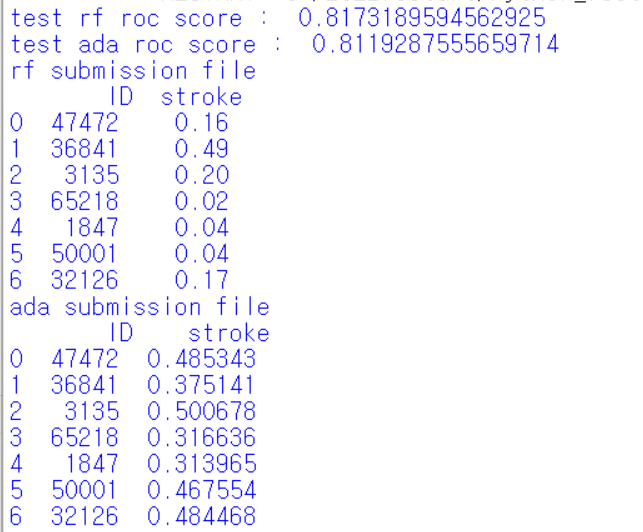 test rf roc score :  0.8173189594562925
test ada roc score :  0.8119287555659714
rf submission file
      ID  stroke
0  47472    0.16
1  36841    0.49
2   3135    0.20
3  65218    0.02
4   1847    0.04
5  50001    0.04
6  32126    0.17
ada submission file
      ID    stroke
0  47472  0.485343
1  36841  0.375141
2   3135  0.500678
3  65218  0.316636
4   1847  0.313965
5  50001  0.467554
6  32126  0.484468